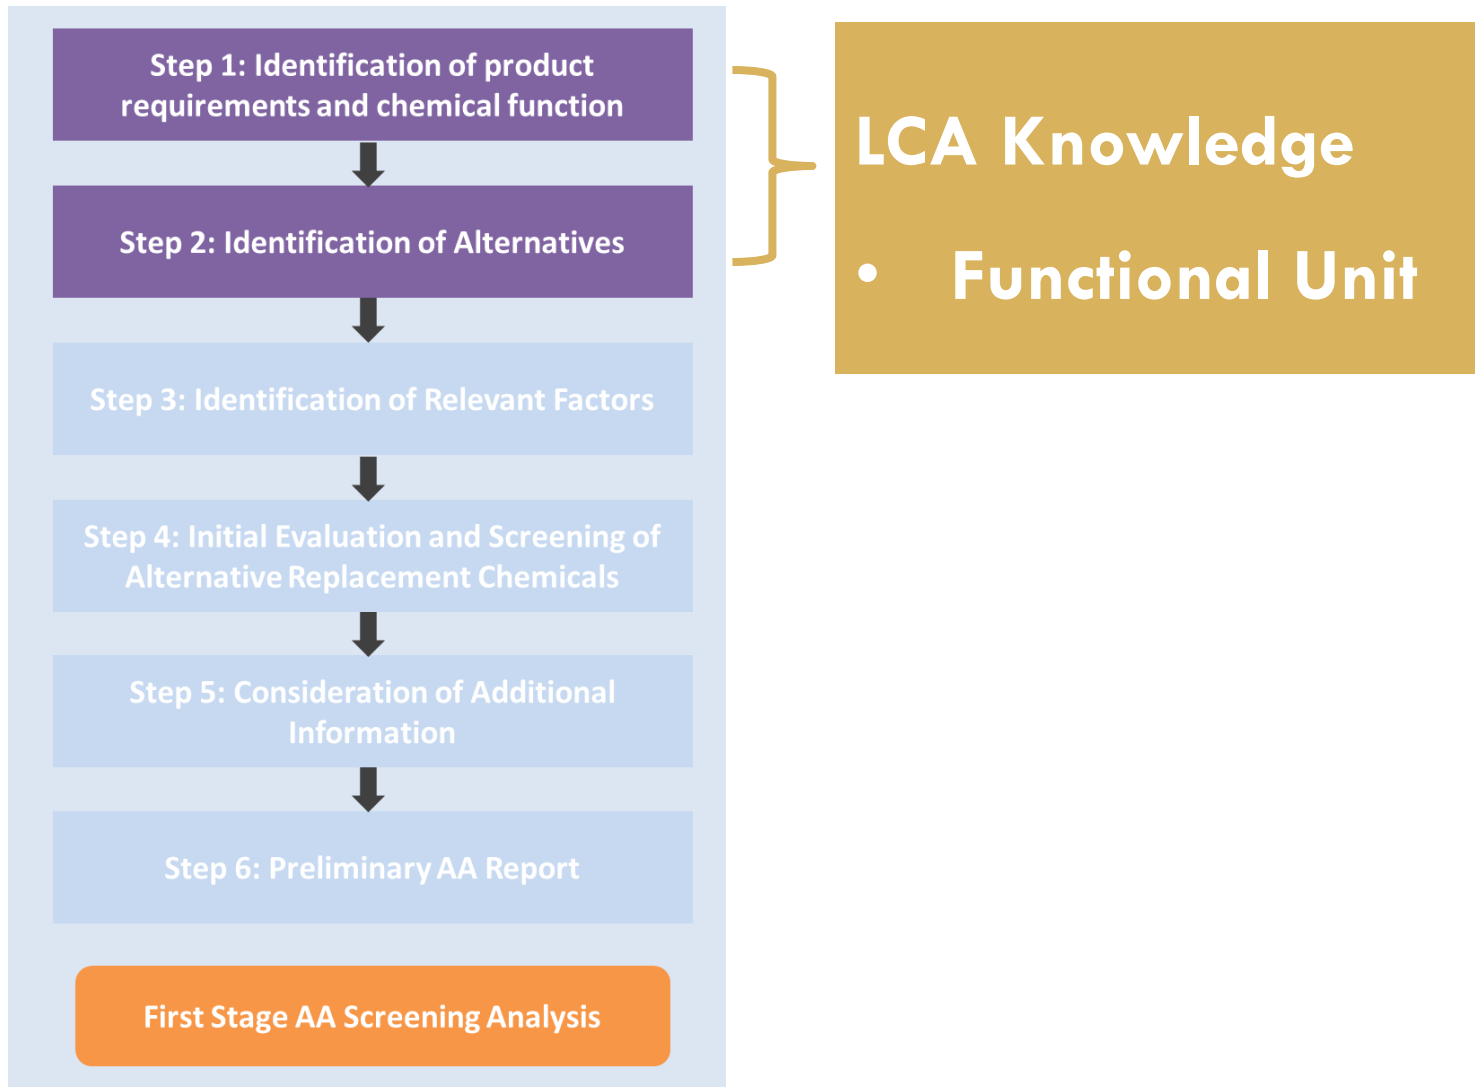 Step 1: Identification of product
requirements and chemical function
Step 2: Identification of Alternatives
Step 3: Identification of Relevant Factors
Step 4: Initial Evaluation and Screening of
Alternative Replacement Chemicals
Step 5: Consideration of Additional
Information
Step 6: Preliminary AA Report
First Stage AA Screening Analysis
LCA Knowledge
• Functional Unit